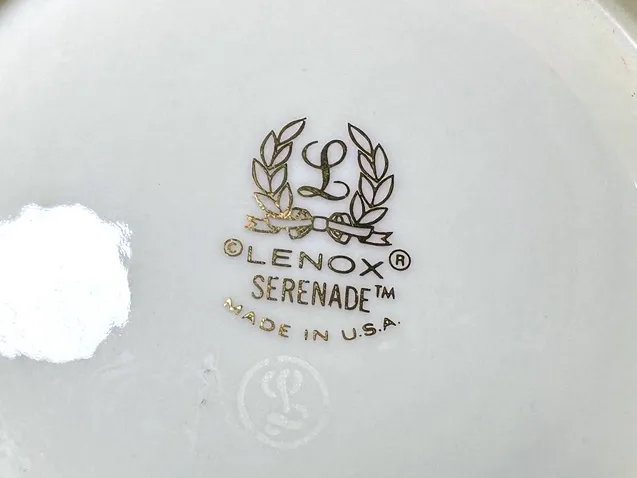 L
© LENOX ®
SERENADE™
MADE IN U.S.A.
L